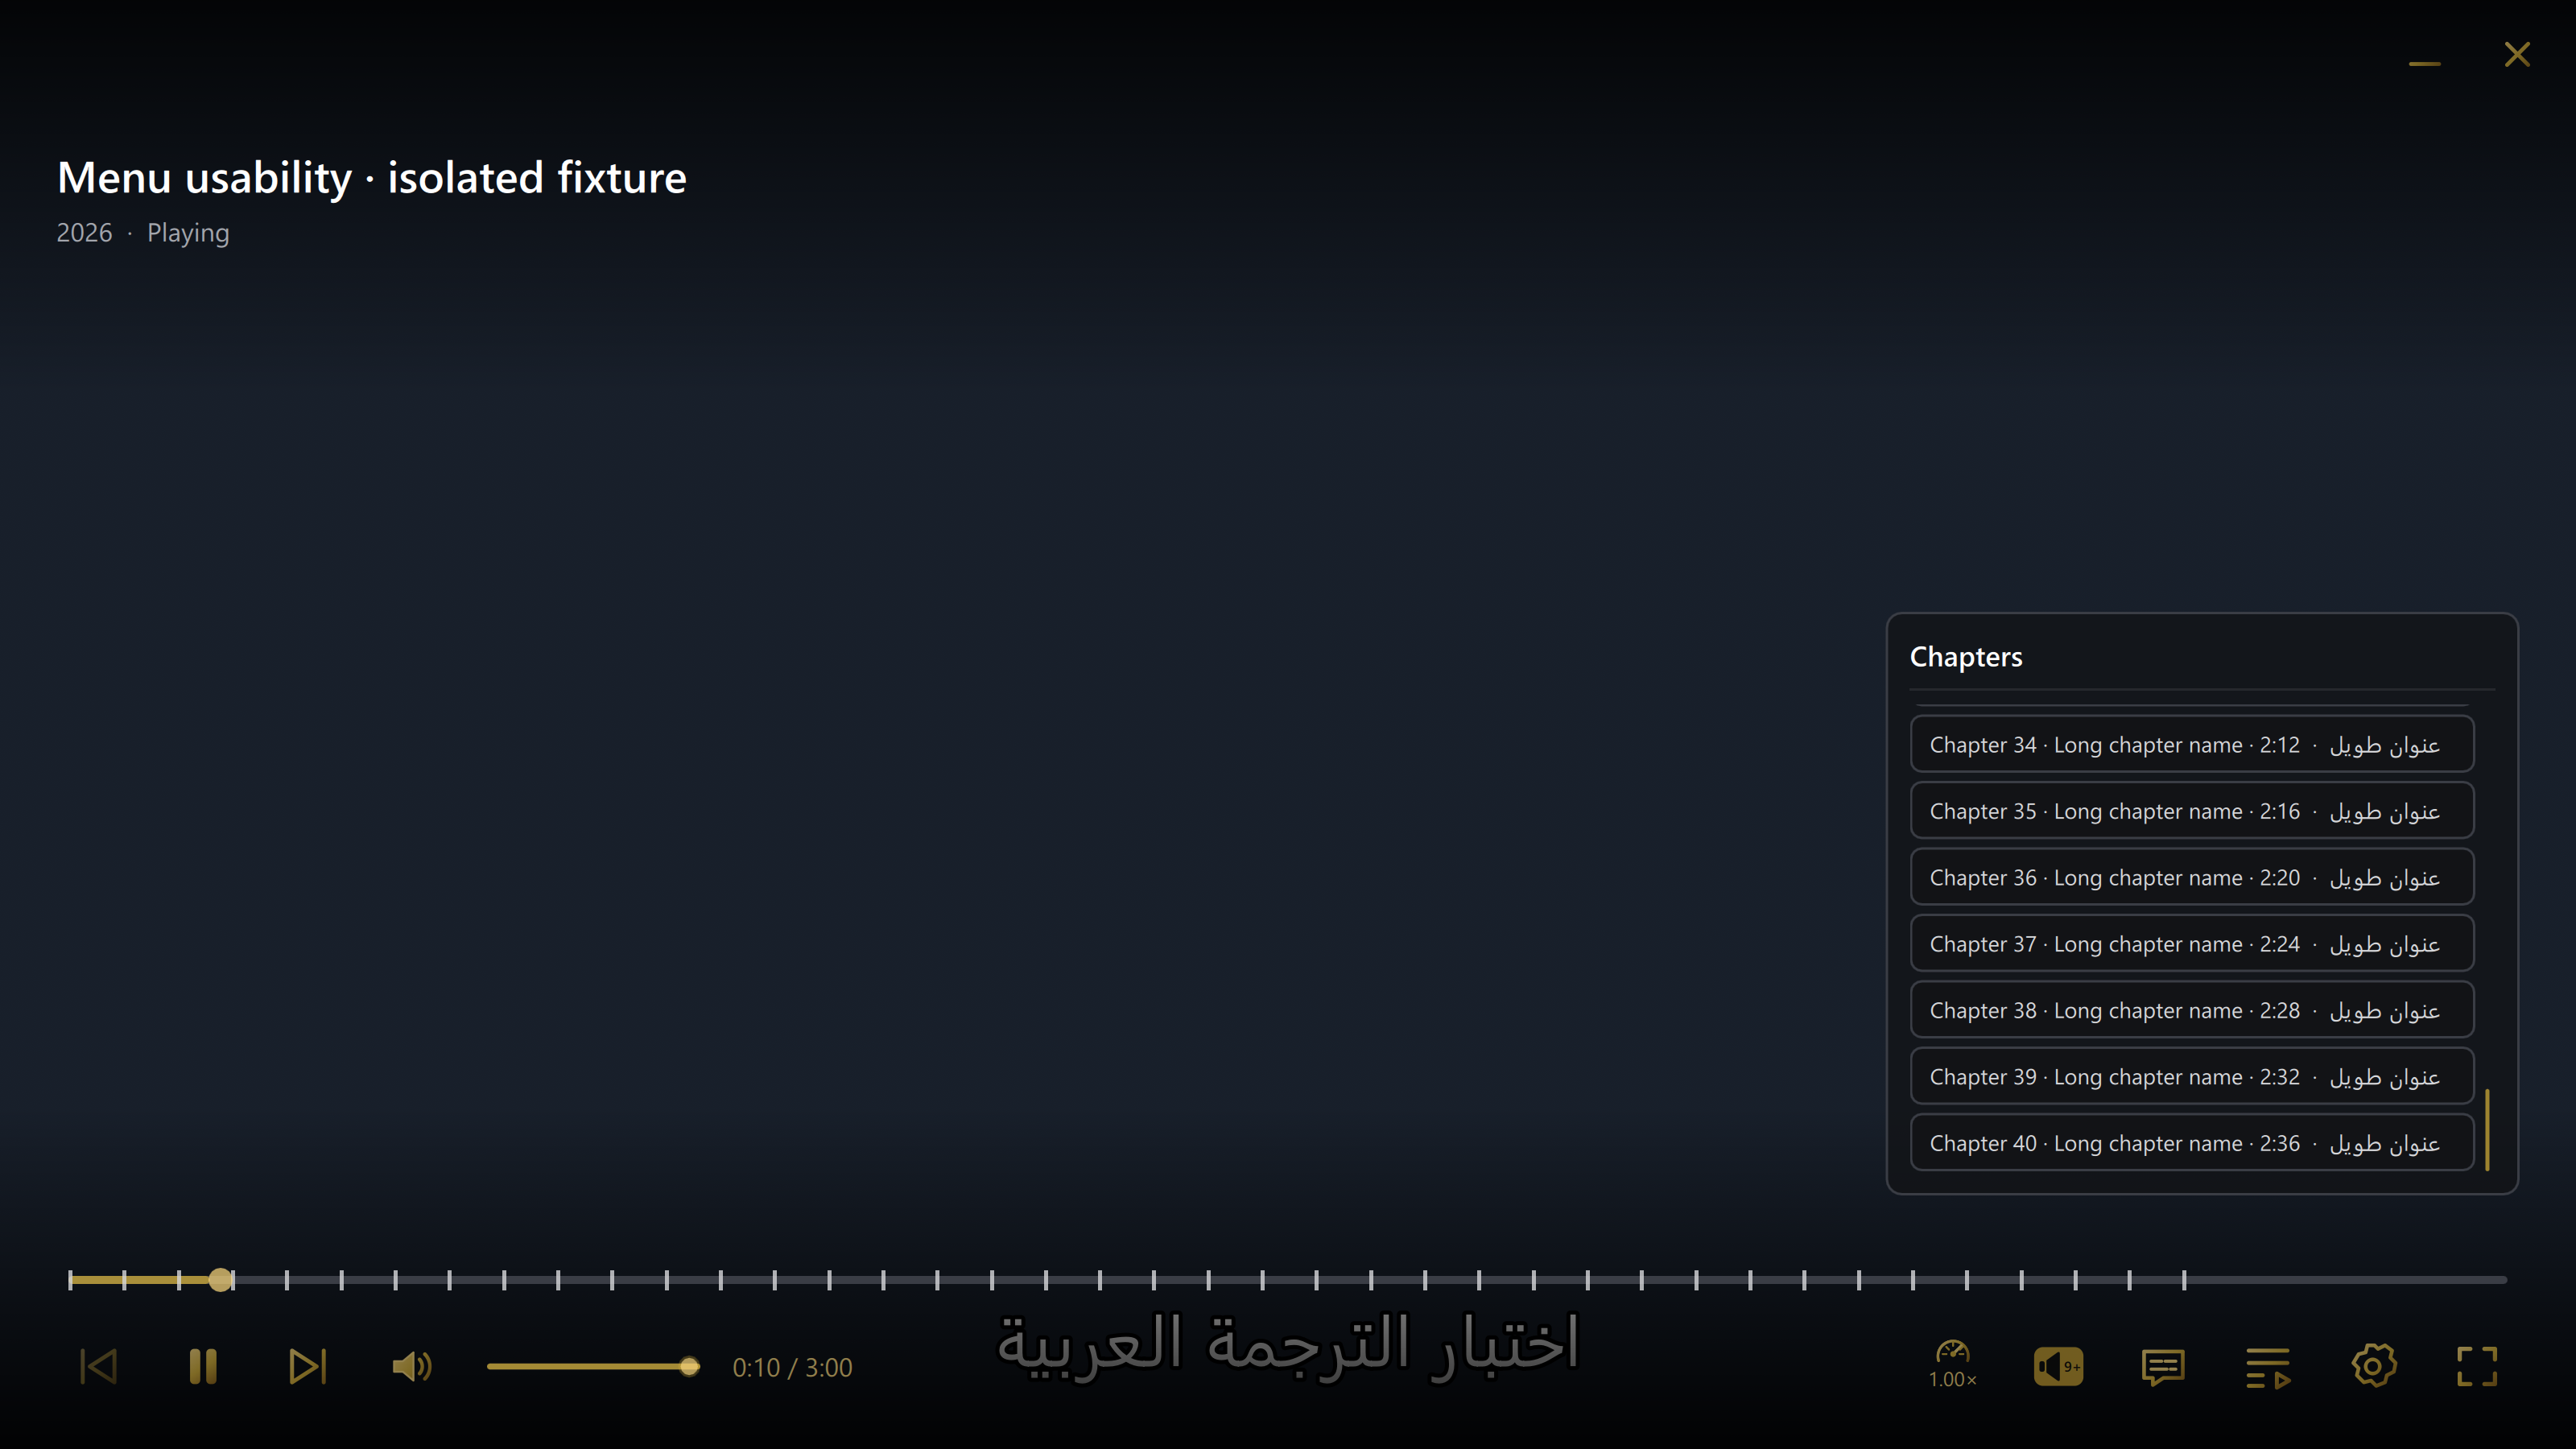 Menu usability · isolated fixture
2026 · Playing
Chapters
Chapter 34 · Long chapter name · 2:12 · عنوان طويل
Chapter 35 · Long chapter name · 2:16 · عنوان طويل
Chapter 36 · Long chapter name · 2:20 · عنوان طويل
Chapter 37 · Long chapter name · 2:24 · عنوان طويل
Chapter 38 · Long chapter name · 2:28 · عنوان طويل
Chapter 39 · Long chapter name · 2:32 · عنوان طويل
Chapter 40 · Long chapter name · 2:36 · عنوان طويل
اختبار الترجمة العربية
0:10 / 3:00
1.00×
9+